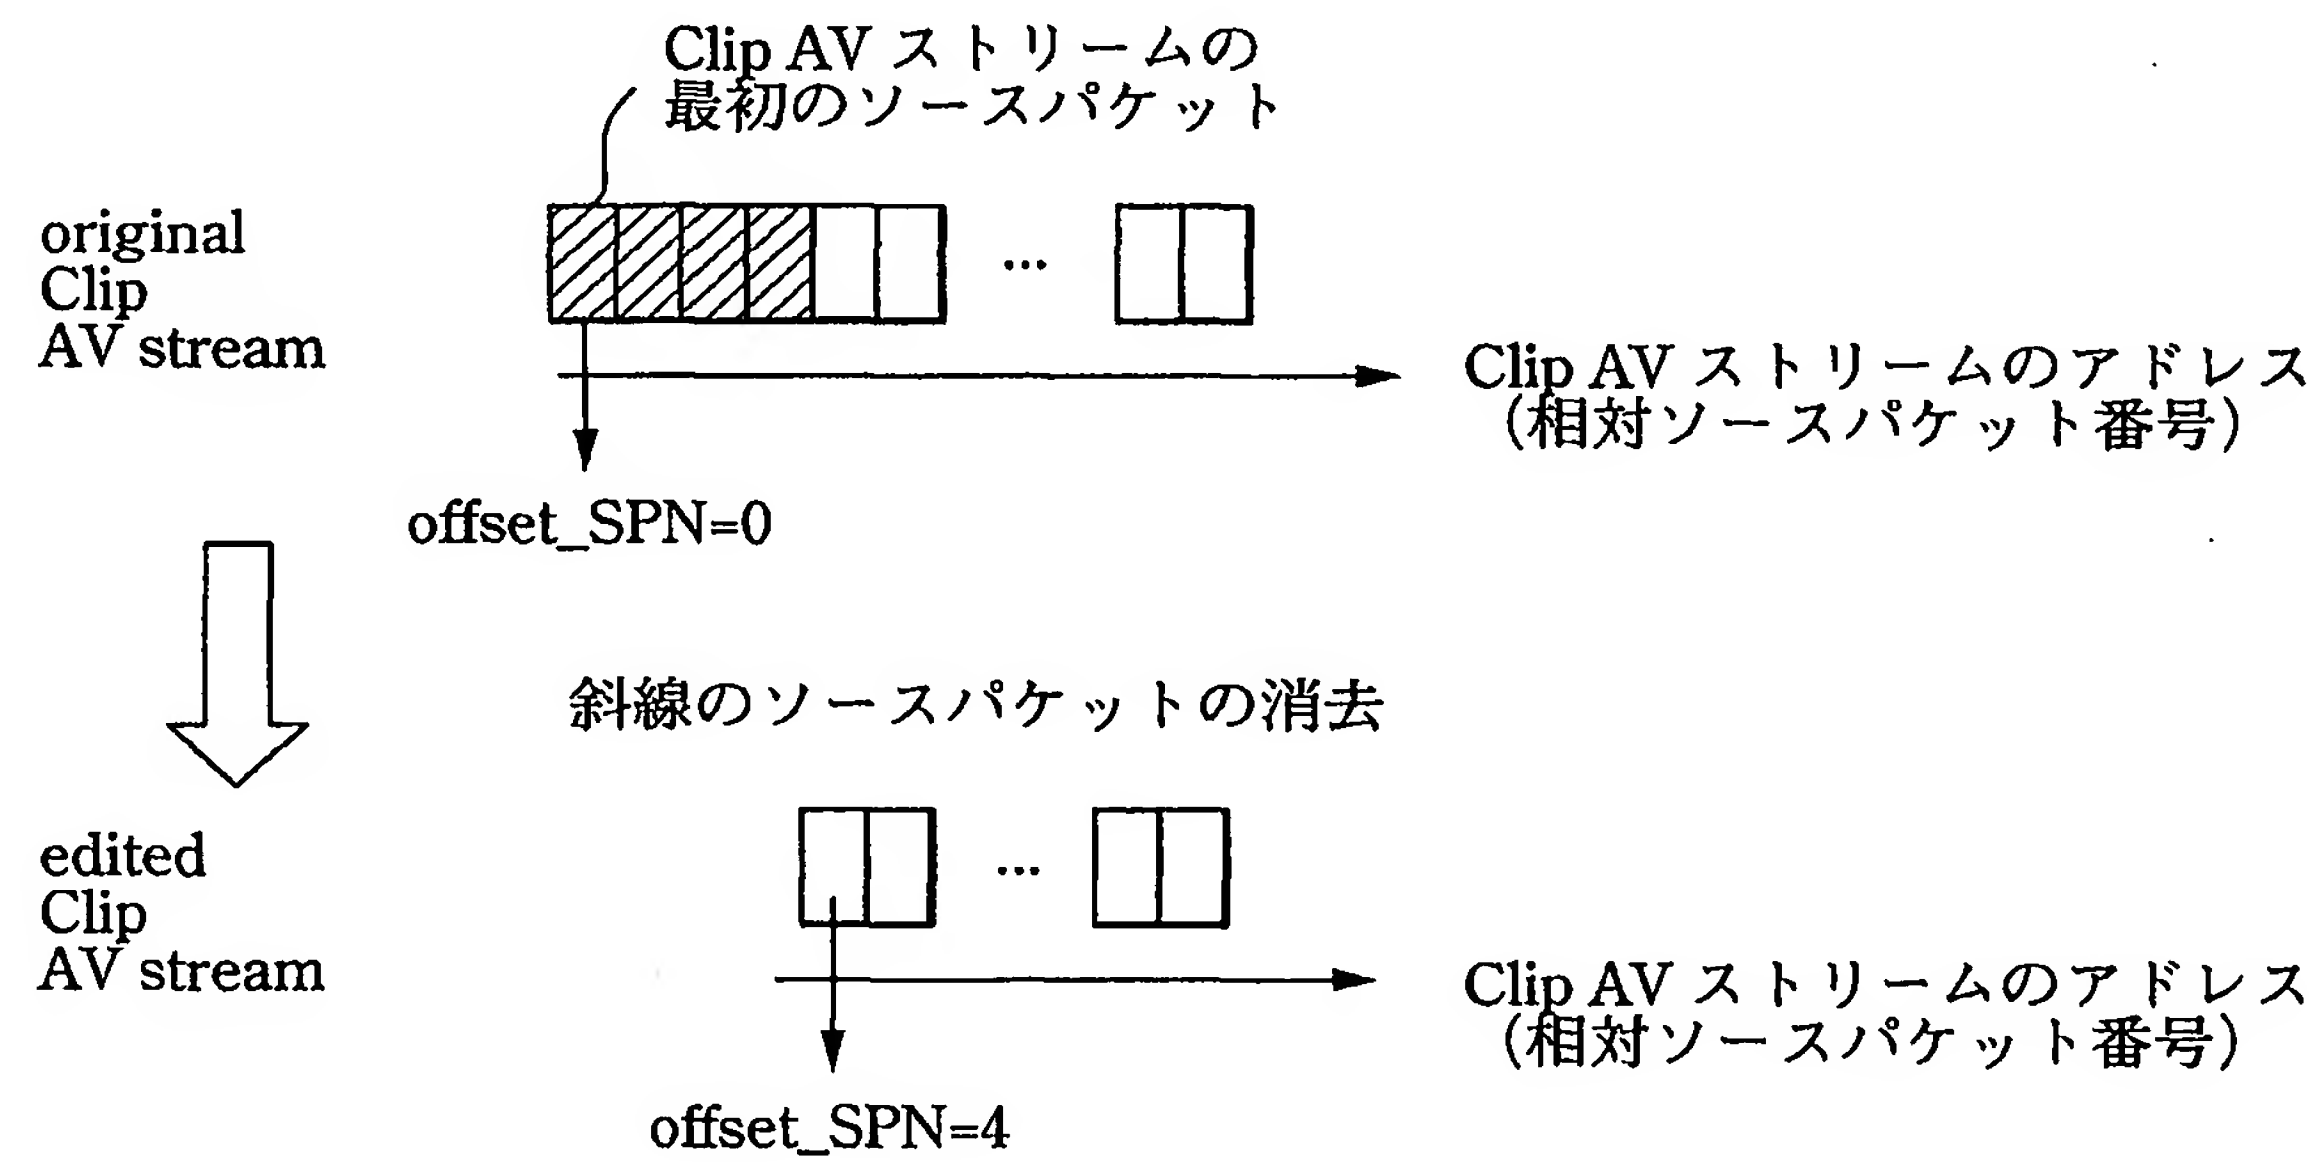 Clip AV ストリームの
最初のソースパケット
original
Clip
AV stream
...
Clip AV ストリームのアドレス
(相対ソースパケット番号)
offset_SPN=0
斜線のソースパケットの消去
edited
Clip
AV stream
...
Clip AV ストリームのアドレス
(相対ソースパケット番号)
offset_SPN=4